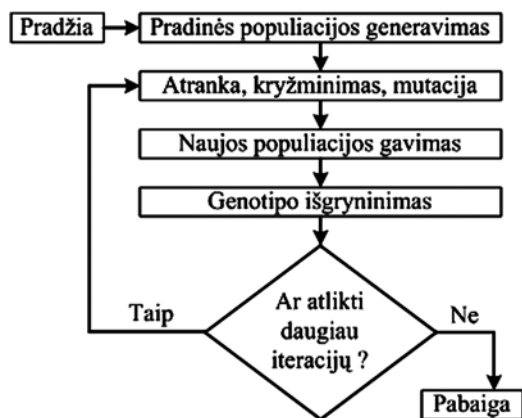 Pradžia
Pradinės populiacijos generavimas
Atranka, kryžminimas, mutacija
Naujos populiacijos gavimas
Genotipo išgryninimas
Ar atlikti
daugiau
iteracijų ?
Taip
Ne
Pabaiga